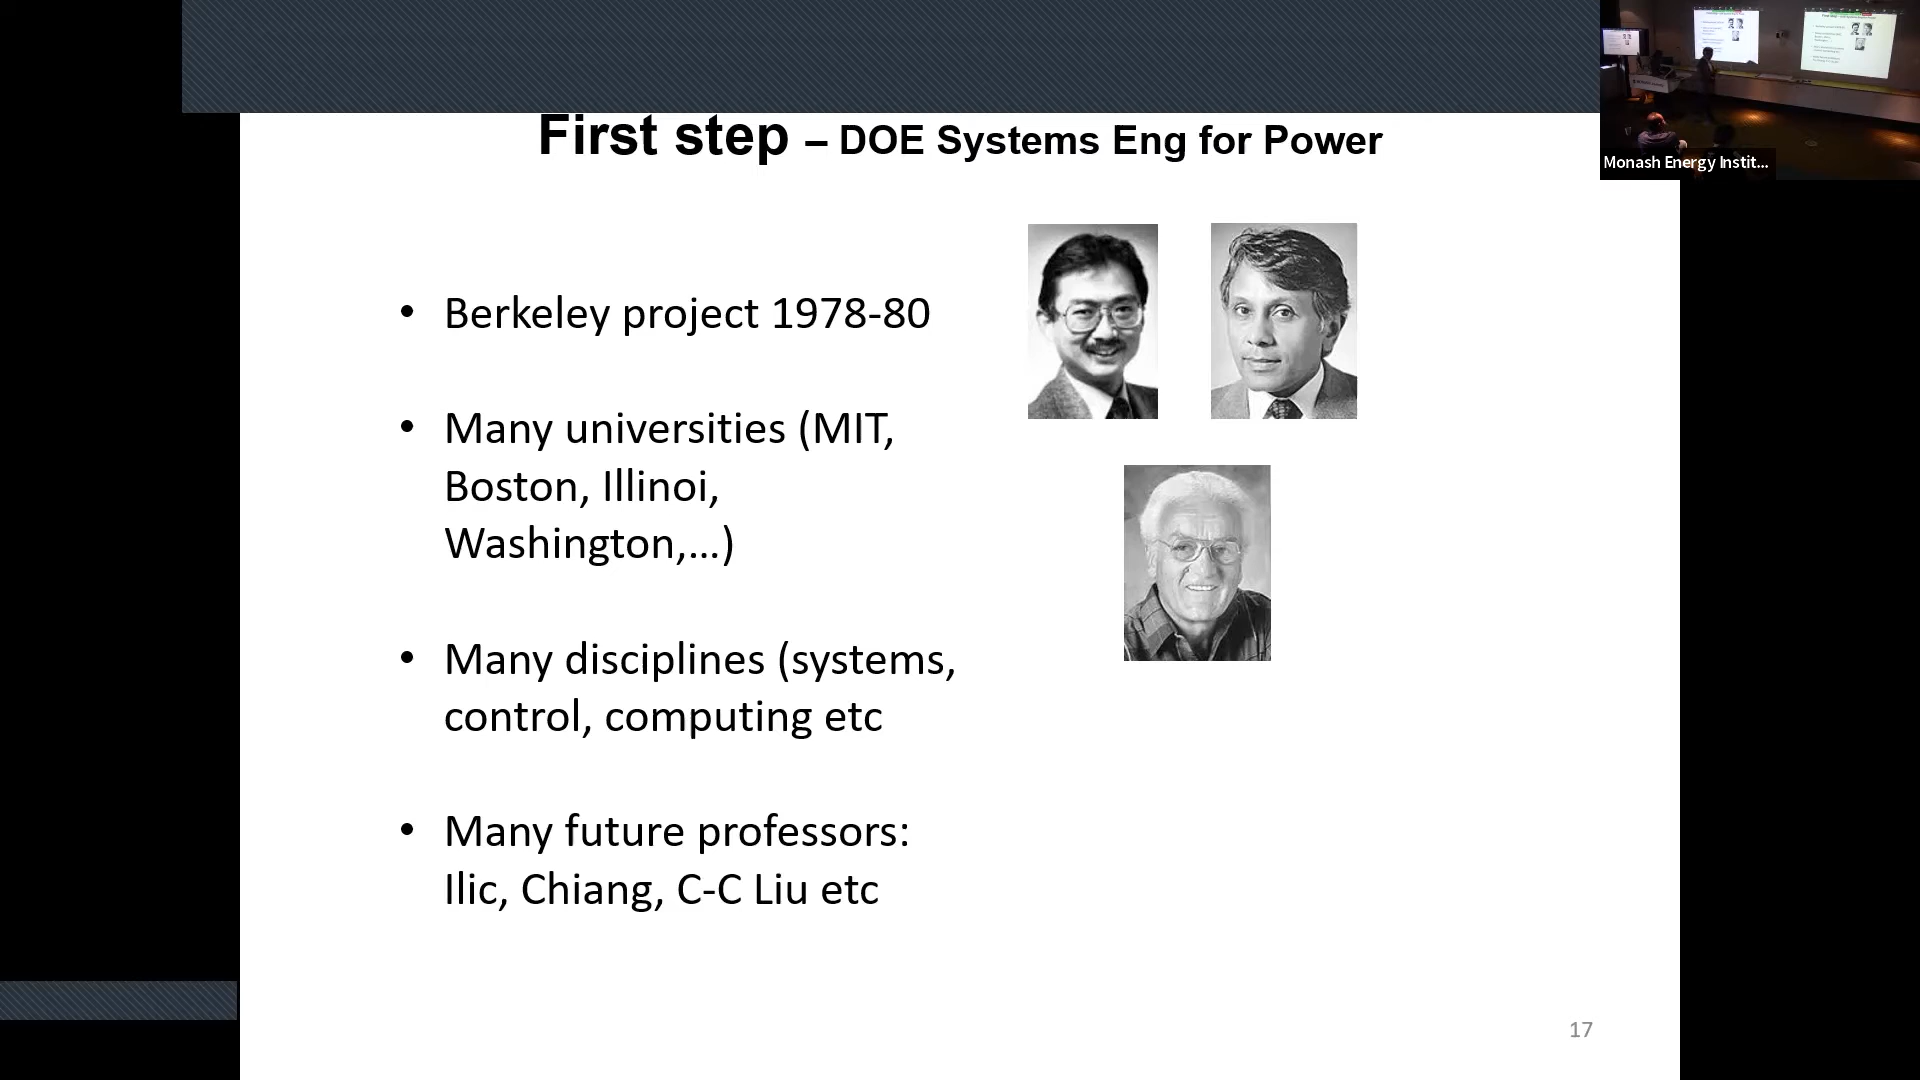 First step – DOE Systems Eng for Power
Monash Energy Instit...
• Berkeley project 1978-80
• Many universities (MIT,
Boston, Illinoi,
Washington,...)
• Many disciplines (systems,
control, computing etc
• Many future professors:
Ilic, Chiang, C-C Liu etc
17